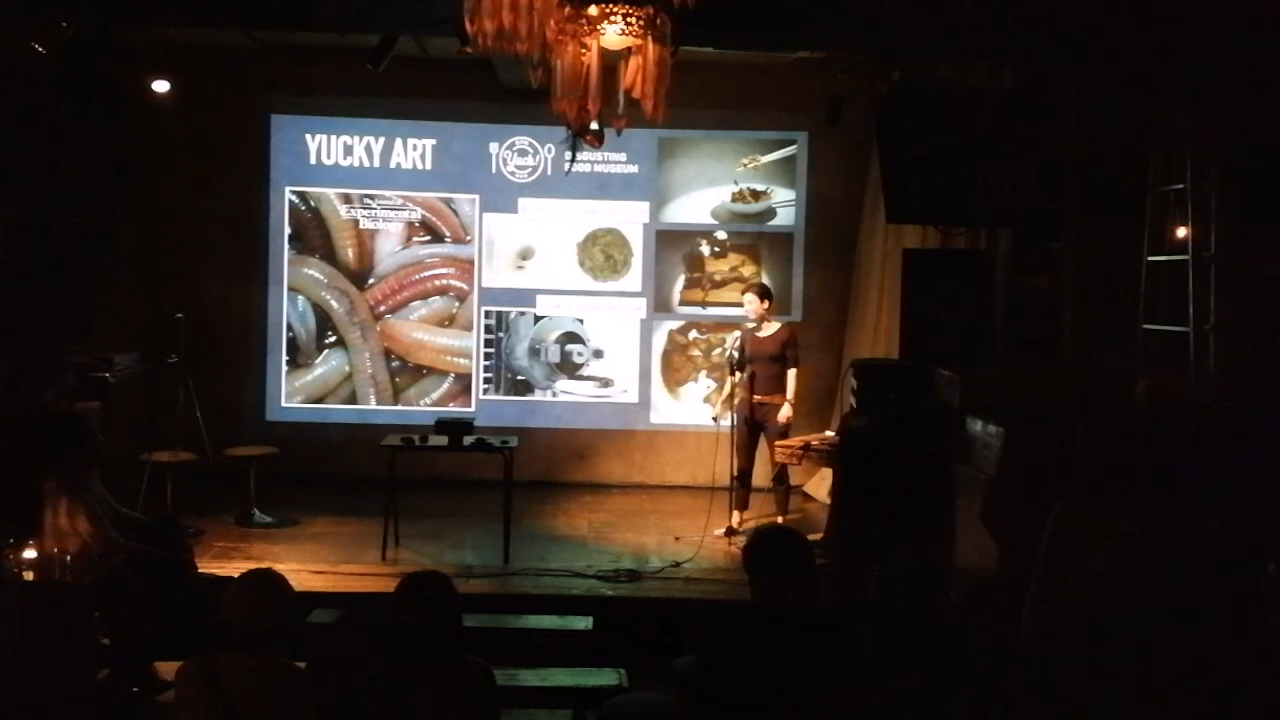 YUCKY ART
Yuck!
DISGUSTING
FOOD MUSEUM
The Journal of
Experimental
Biology